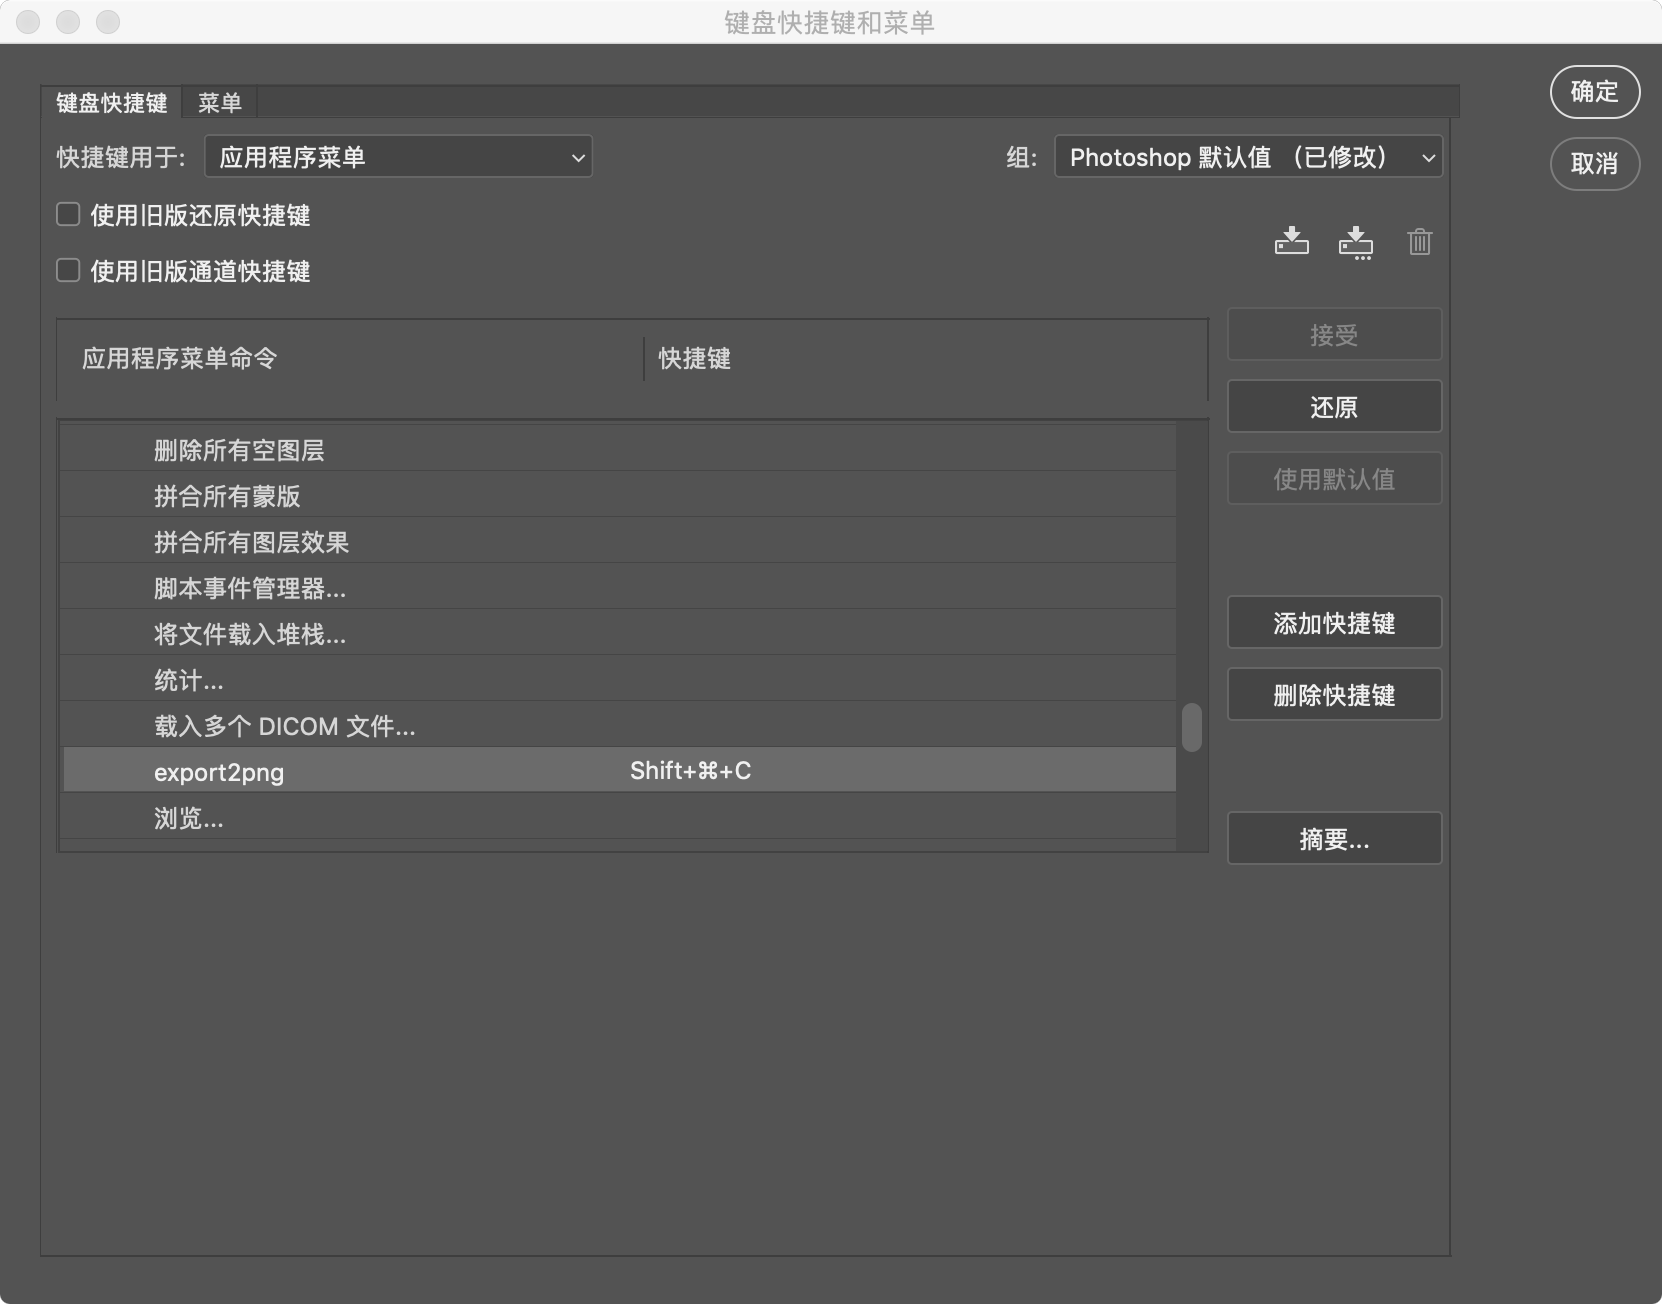 键盘快捷键和菜单
键盘快捷键 菜单
确定
快捷键用于: 应用程序菜单 组: Photoshop 默认值 （已修改）
取消
使用旧版还原快捷键
使用旧版通道快捷键
应用程序菜单命令 快捷键
接受
还原
使用默认值
删除所有空图层
拼合所有蒙版
拼合所有图层效果
脚本事件管理器...
将文件载入堆栈...
统计...
载入多个 DICOM 文件...
export2png Shift+⌘+C
浏览...
添加快捷键
删除快捷键
摘要...